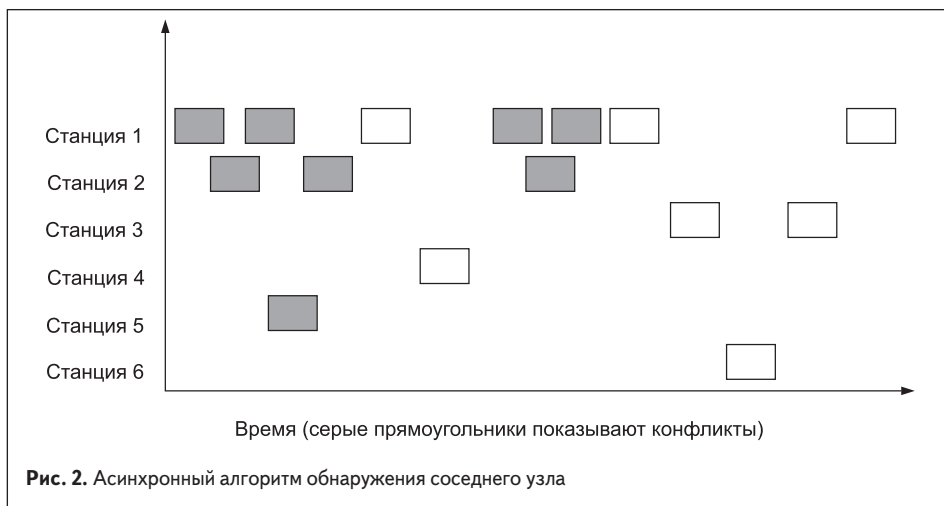 Станция 1
Станция 2
Станция 3
Станция 4
Станция 5
Станция 6
Время (серые прямоугольники показывают конфликты)
Рис. 2. Асинхронный алгоритм обнаружения соседнего узла